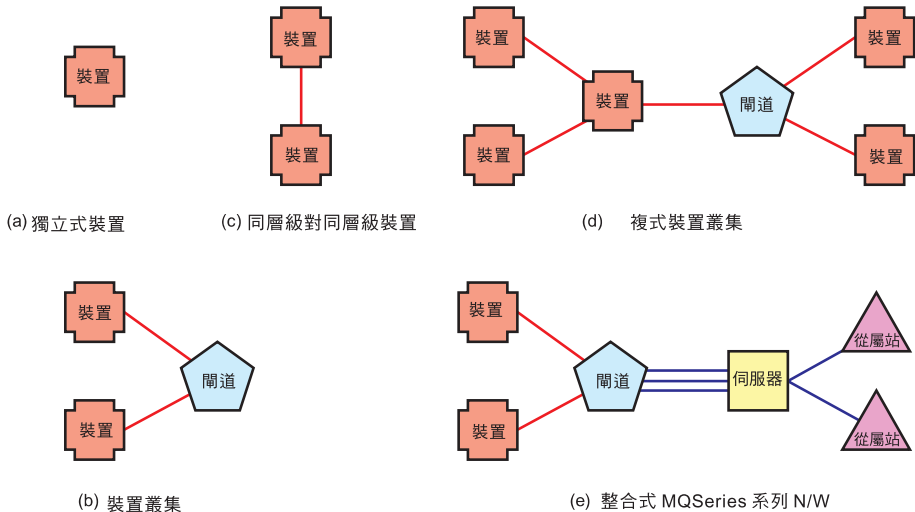 裝置
(a) 獨立式裝置
裝置
裝置
(c) 同層級對同層級裝置
裝置
裝置
裝置
閘道
裝置
裝置
(d) 複式裝置叢集
裝置
裝置
閘道
(b) 裝置叢集
裝置
裝置
閘道
伺服器
從屬站
從屬站
(e) 整合式 MQSeries 系列 N/W